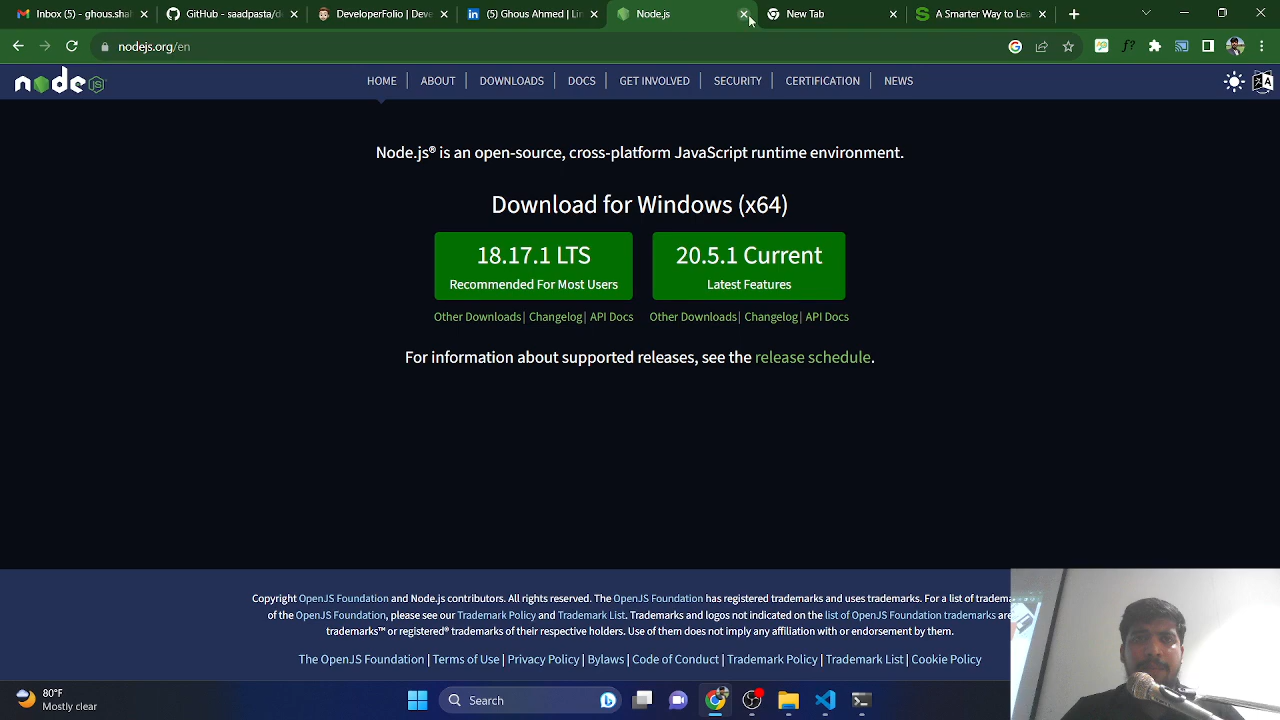 Inbox (5) - ghous.sha
GitHub - saadpasta/de
DeveloperFolio | Deve
(5) Ghous Ahmed | Lin
Node.js
New Tab
A Smarter Way to Lea
nodejs.org/en
node JS
HOME | ABOUT | DOWNLOADS | DOCS | GET INVOLVED | SECURITY | CERTIFICATION | NEWS
Node.js® is an open-source, cross-platform JavaScript runtime environment.
Download for Windows (x64)
18.17.1 LTS
Recommended For Most Users
20.5.1 Current
Latest Features
Other Downloads | Changelog | API Docs
Other Downloads | Changelog | API Docs
For information about supported releases, see the release schedule.
Copyright OpenJS Foundation and Node.js contributors. All rights reserved. The OpenJS Foundation has registered trademarks and uses trademarks. For a list of tradema
of the OpenJS Foundation, please see our Trademark Policy and Trademark List. Trademarks and logos not indicated on the list of OpenJS Foundation trademarks are
trademarks™ or registered® trademarks of their respective holders. Use of them does not imply any affiliation with or endorsement by them.
The OpenJS Foundation | Terms of Use | Privacy Policy | Bylaws | Code of Conduct | Trademark Policy | Trademark List | Cookie Policy
80°F
Mostly clear
Search